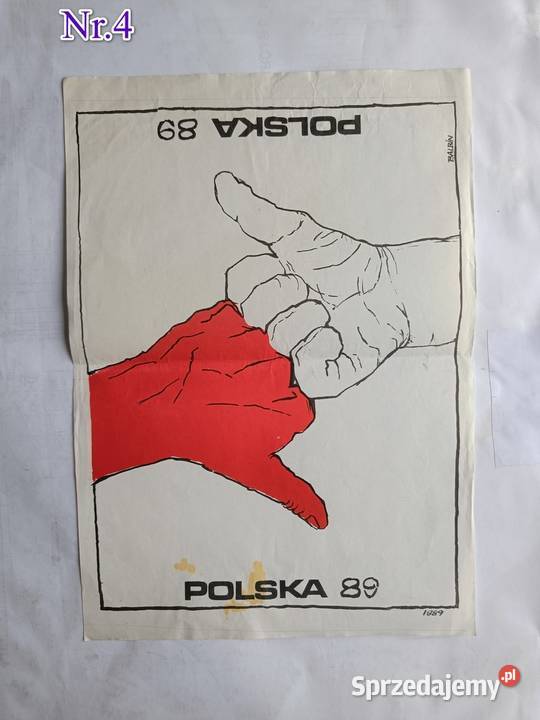 Nr.4
POLSKA 89
BALBIN
POLSKA 89
1989
Sprzedajemy.pl